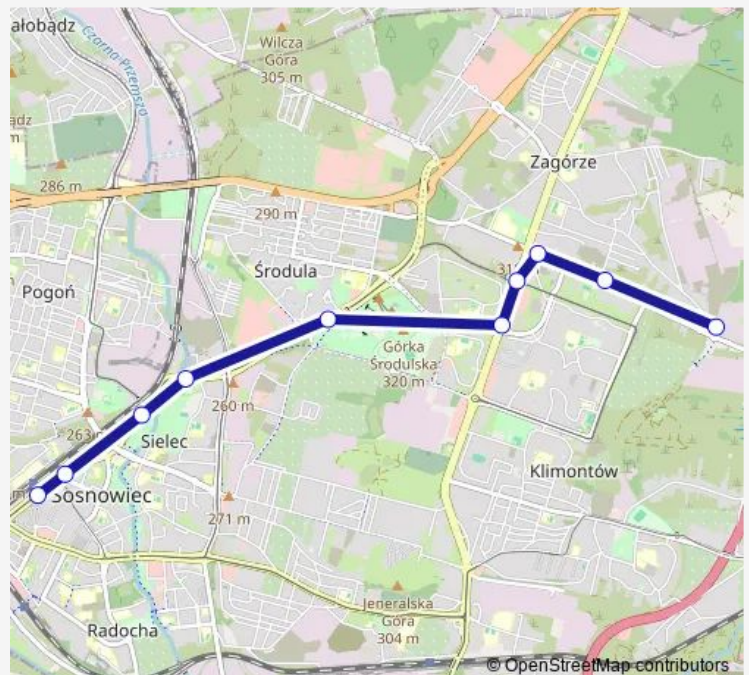 ałobądz
Czarna Przemsza
Wilcza
Góra
305 m
Zagórze
286 m
290 m
Środula
Pogoń
Górka
Środulska
320 m
260 m
263
Sielec
Sosnowiec
Klimontów
271 m
Jeneralska
Góra
304 m
Radocha
© OpenStreetMap contributors